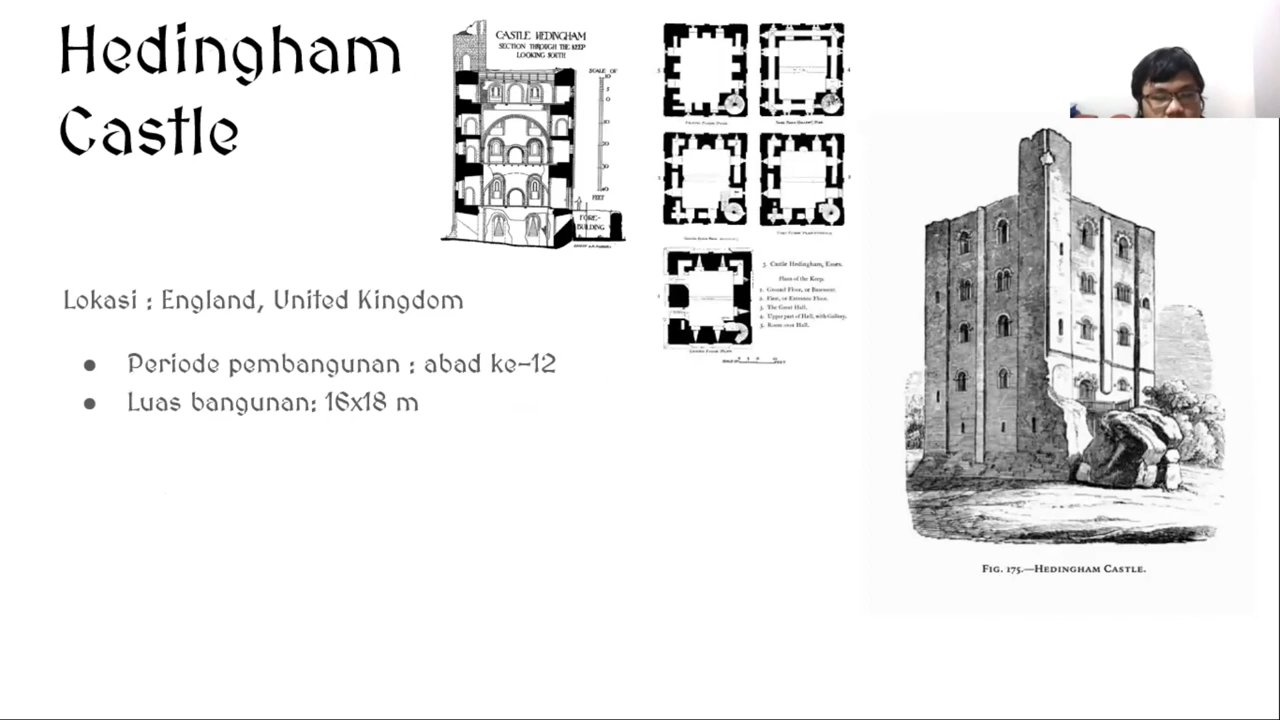 Hedingham
Castle
CASTLE HEDINGHAM
SECTION THROUGH THE KEEP
LOOKING SOUTH
SCALE OF
FEET
FORE-
BUILDING
3. Castle Hedingham, Essex.
Plans of the Keep.
1. Ground Floor, or Basement.
2. First, or Entrance Floor.
3. The Great Hall.
4. Upper part of Hall, with Gallery.
5. Room over Hall.
Lokasi : England, United Kingdom
● Periode pembangunan : abad ke-12
● Luas bangunan: 16x18 m
FIG. 175.—HEDINGHAM CASTLE.